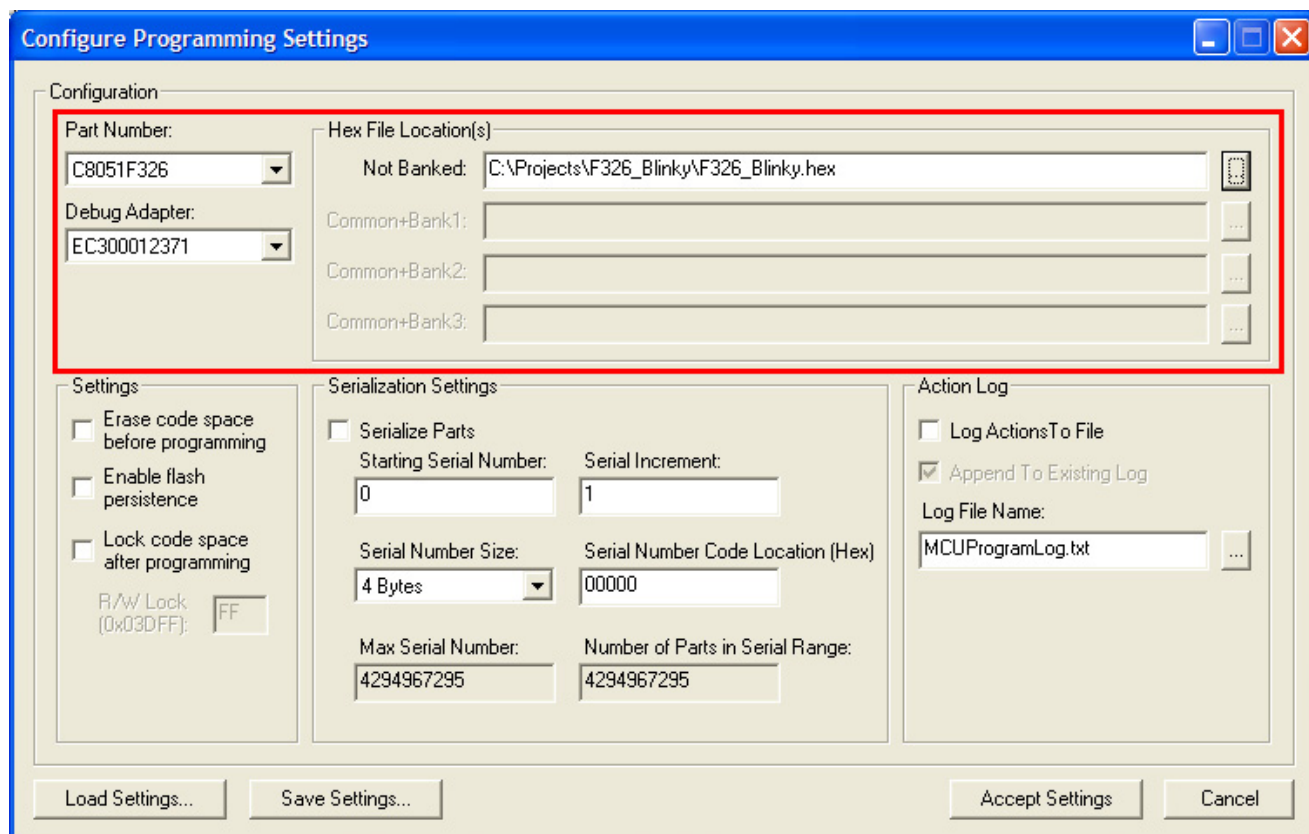 Configure Programming Settings
Configuration
Part Number:
C8051F326
Debug Adapter:
EC300012371
Hex File Location(s)
Not Banked: C:\Projects\F326_Blinky\F326_Blinky.hex
Common+Bank1: ...
Common+Bank2: ...
Common+Bank3: ...
Settings
Erase code space
before programming
Enable flash
persistence
Lock code space
after programming
R/W Lock
(0x03DFF): FF
Serialization Settings
Serialize Parts
Starting Serial Number: Serial Increment:
0 1
Serial Number Size: Serial Number Code Location (Hex)
4 Bytes 00000
Max Serial Number: Number of Parts in Serial Range:
4294967295 4294967295
Action Log
Log ActionsTo File
Append To Existing Log
Log File Name:
MCUProgramLog.txt ...
Load Settings... Save Settings... Accept Settings Cancel